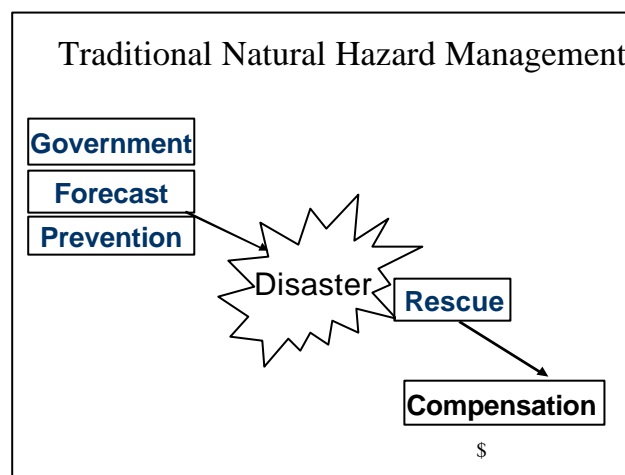 Traditional Natural Hazard Management
Government
Forecast
Prevention
Disaster
Rescue
Compensation
$